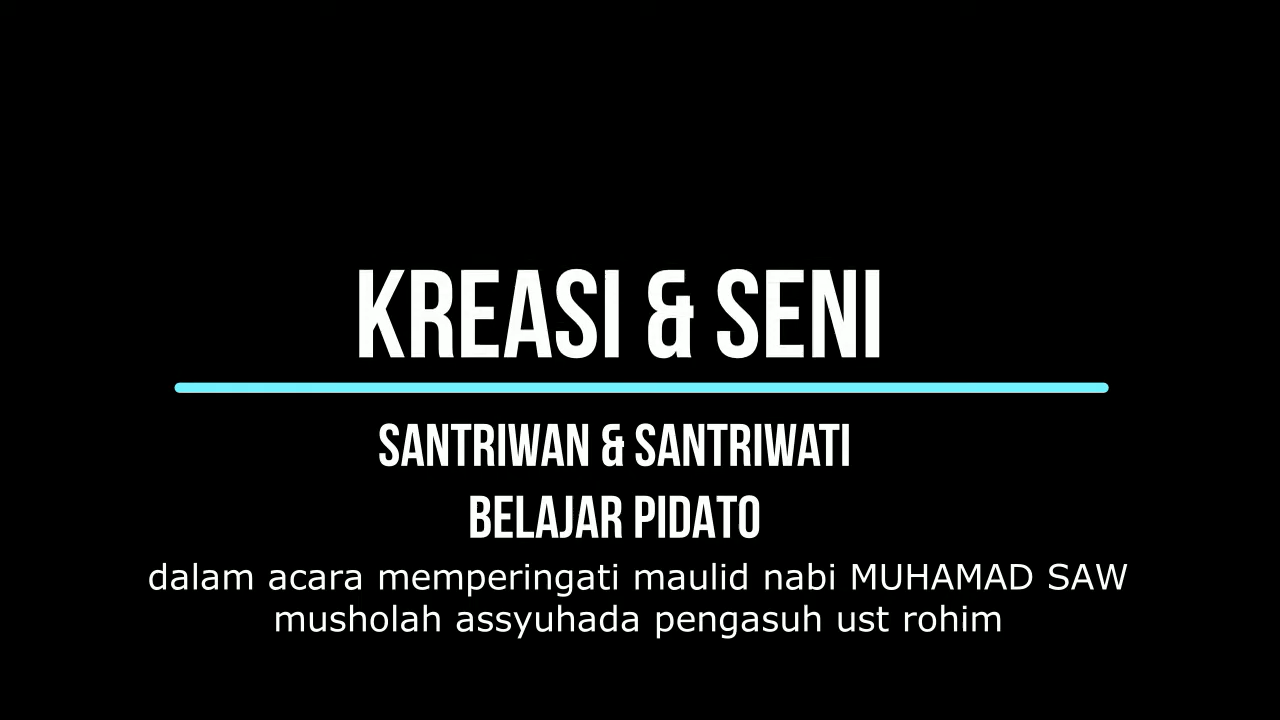 KREASI & SENI
SANTRIWAN & SANTRIWATI
BELAJAR PIDATO
dalam acara memperingati maulid nabi MUHAMAD SAW
musholah assyuhada pengasuh ust rohim